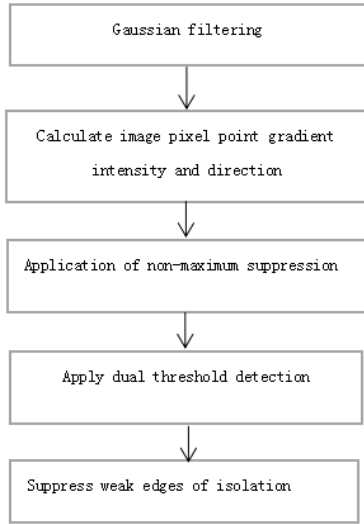 Gaussian filtering
Calculate image pixel point gradient
intensity and direction
Application of non-maximum suppression
Apply dual threshold detection
Suppress weak edges of isolation